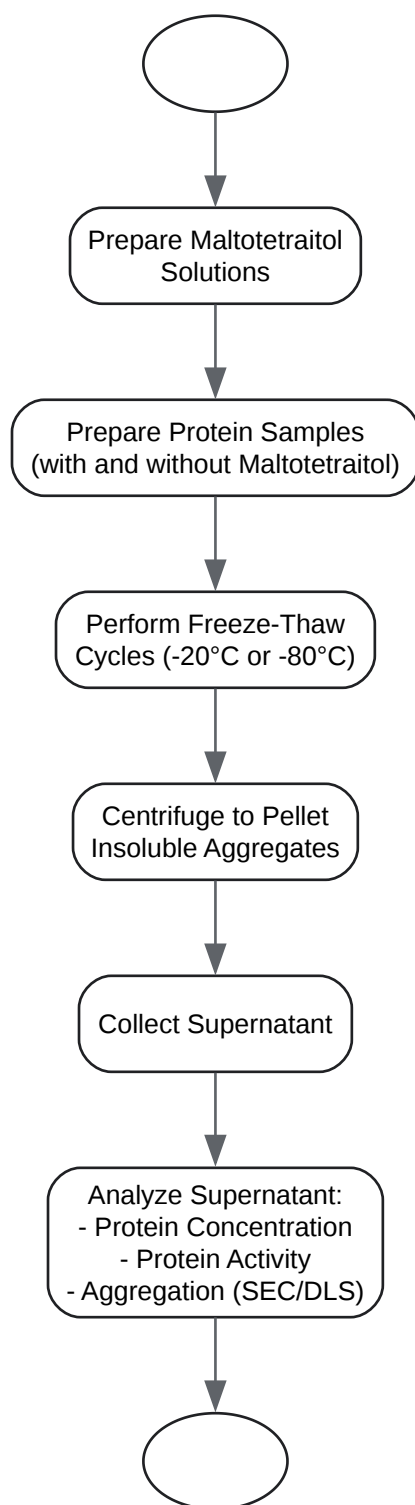 Prepare Maltotetraitol
Solutions
Prepare Protein Samples
(with and without Maltotetraitol)
Perform Freeze-Thaw
Cycles (-20°C or -80°C)
Centrifuge to Pellet
Insoluble Aggregates
Collect Supernatant
Analyze Supernatant:
- Protein Concentration
- Protein Activity
- Aggregation (SEC/DLS)